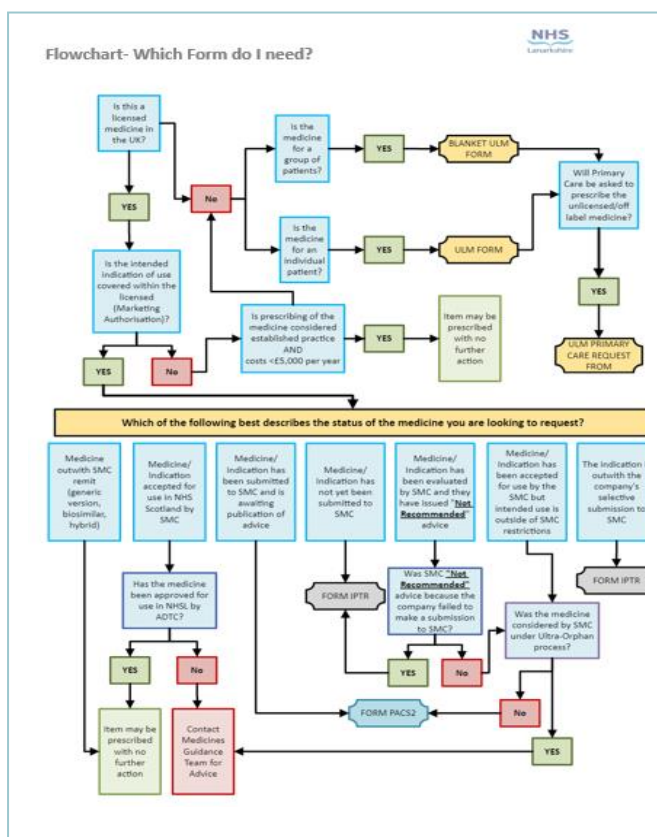 NHS
Lanarkshire
Flowchart- Which Form do I need?
Is this a
licensed
medicine in
the UK?
Is the
medicine
for a
group of
patients?
YES
BLANKET ULM
FORM
Will Primary
Care be asked to
prescribe the
unlicensed/off
label medicine?
YES
No
Is the
medicine
for an
individual
patient?
YES
ULM FORM
Is the intended
indication of use
covered within the
licensed
(Marketing
Authorisation)?
Is prescribing of the
medicine considered
established practice
AND
costs <£5,000 per year
YES
Item may be
prescribed
with no
further
action
YES
ULM PRIMARY
CARE REQUEST
FROM
YES
No
Which of the following best describes the status of the medicine you are looking to request?
Medicine
outwith SMC
remit
(generic
version,
biosimilar,
hybrid)
Medicine/
Indication
accepted for
use in NHS
Scotland by
SMC
Medicine/
Indication has
been submitted
to SMC and is
awaiting
publication of
advice
Medicine/
Indication has
not yet been
submitted to
SMC
Medicine/
Indication has
been evaluated
by SMC and they
have issued "Not
Recommended"
advice
Medicine/
Indication has
been accepted
for use by the
SMC but
intended use is
outside of SMC
restrictions
The indication i
outwith the
company's
selective
submission to
SMC
FORM IPTR
FORM IPTR
Has the medicine
been approved for
use in NHSL by
ADTC?
Was SMC "Not
Recommended"
advice because the
company failed to
make a submission
to SMC?
Was the medicine
considered by SMC
under Ultra-Orphan
process?
YES
No
YES
No
Item may be
prescribed
with no
further
action
Contact
Medicines
Guidance
Team for
Advice
FORM PACS2
No
YES